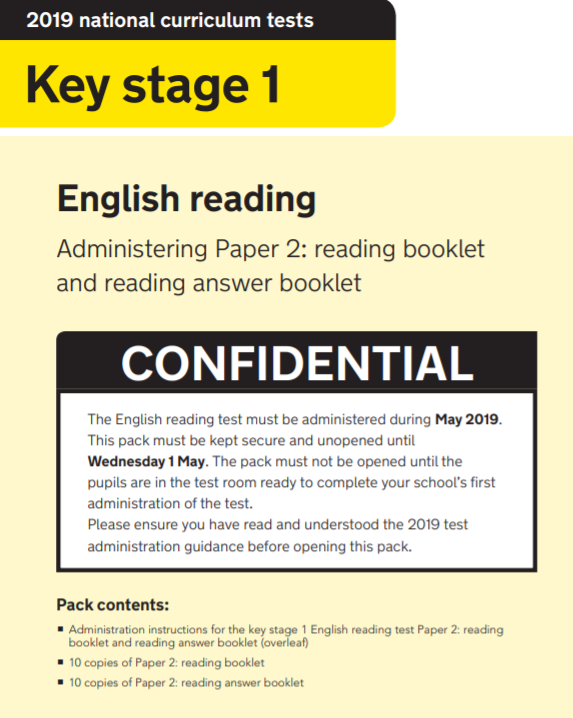 2019 national curriculum tests
Key stage 1
English reading
Administering Paper 2: reading booklet
and reading answer booklet
CONFIDENTIAL
The English reading test must be administered during May 2019.
This pack must be kept secure and unopened until
Wednesday 1 May. The pack must not be opened until the
pupils are in the test room ready to complete your school's first
administration of the test.
Please ensure you have read and understood the 2019 test
administration guidance before opening this pack.
Pack contents:
▪ Administration instructions for the key stage 1 English reading test Paper 2: reading
booklet and reading answer booklet (overleaf)
▪ 10 copies of Paper 2: reading booklet
▪ 10 copies of Paper 2: reading answer booklet